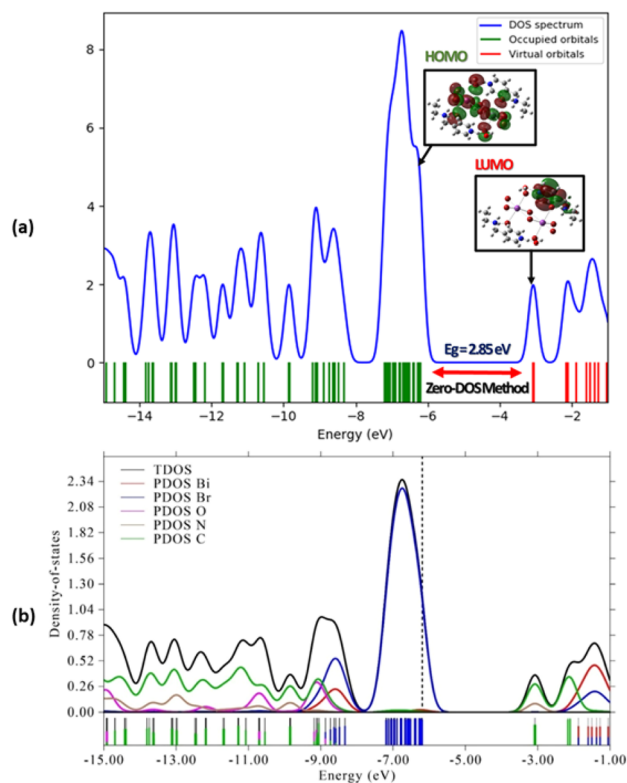 (a)
DOS spectrum
Occupied orbitals
Virtual orbitals
HOMO
LUMO
Eg = 2.85 eV
Zero-DOS Method
8
6
4
2
0
−14 −12 −10 −8 −6 −4 −2
Energy (eV)
(b)
TDOS
PDOS Bi
PDOS Br
PDOS O
PDOS N
PDOS C
Density-of-states
2.34
2.08
1.82
1.56
1.30
1.04
0.78
0.52
0.26
0.00
-15.00 -13.00 -11.00 -9.00 -7.00 -5.00 -3.00 -1.00
Energy (eV)